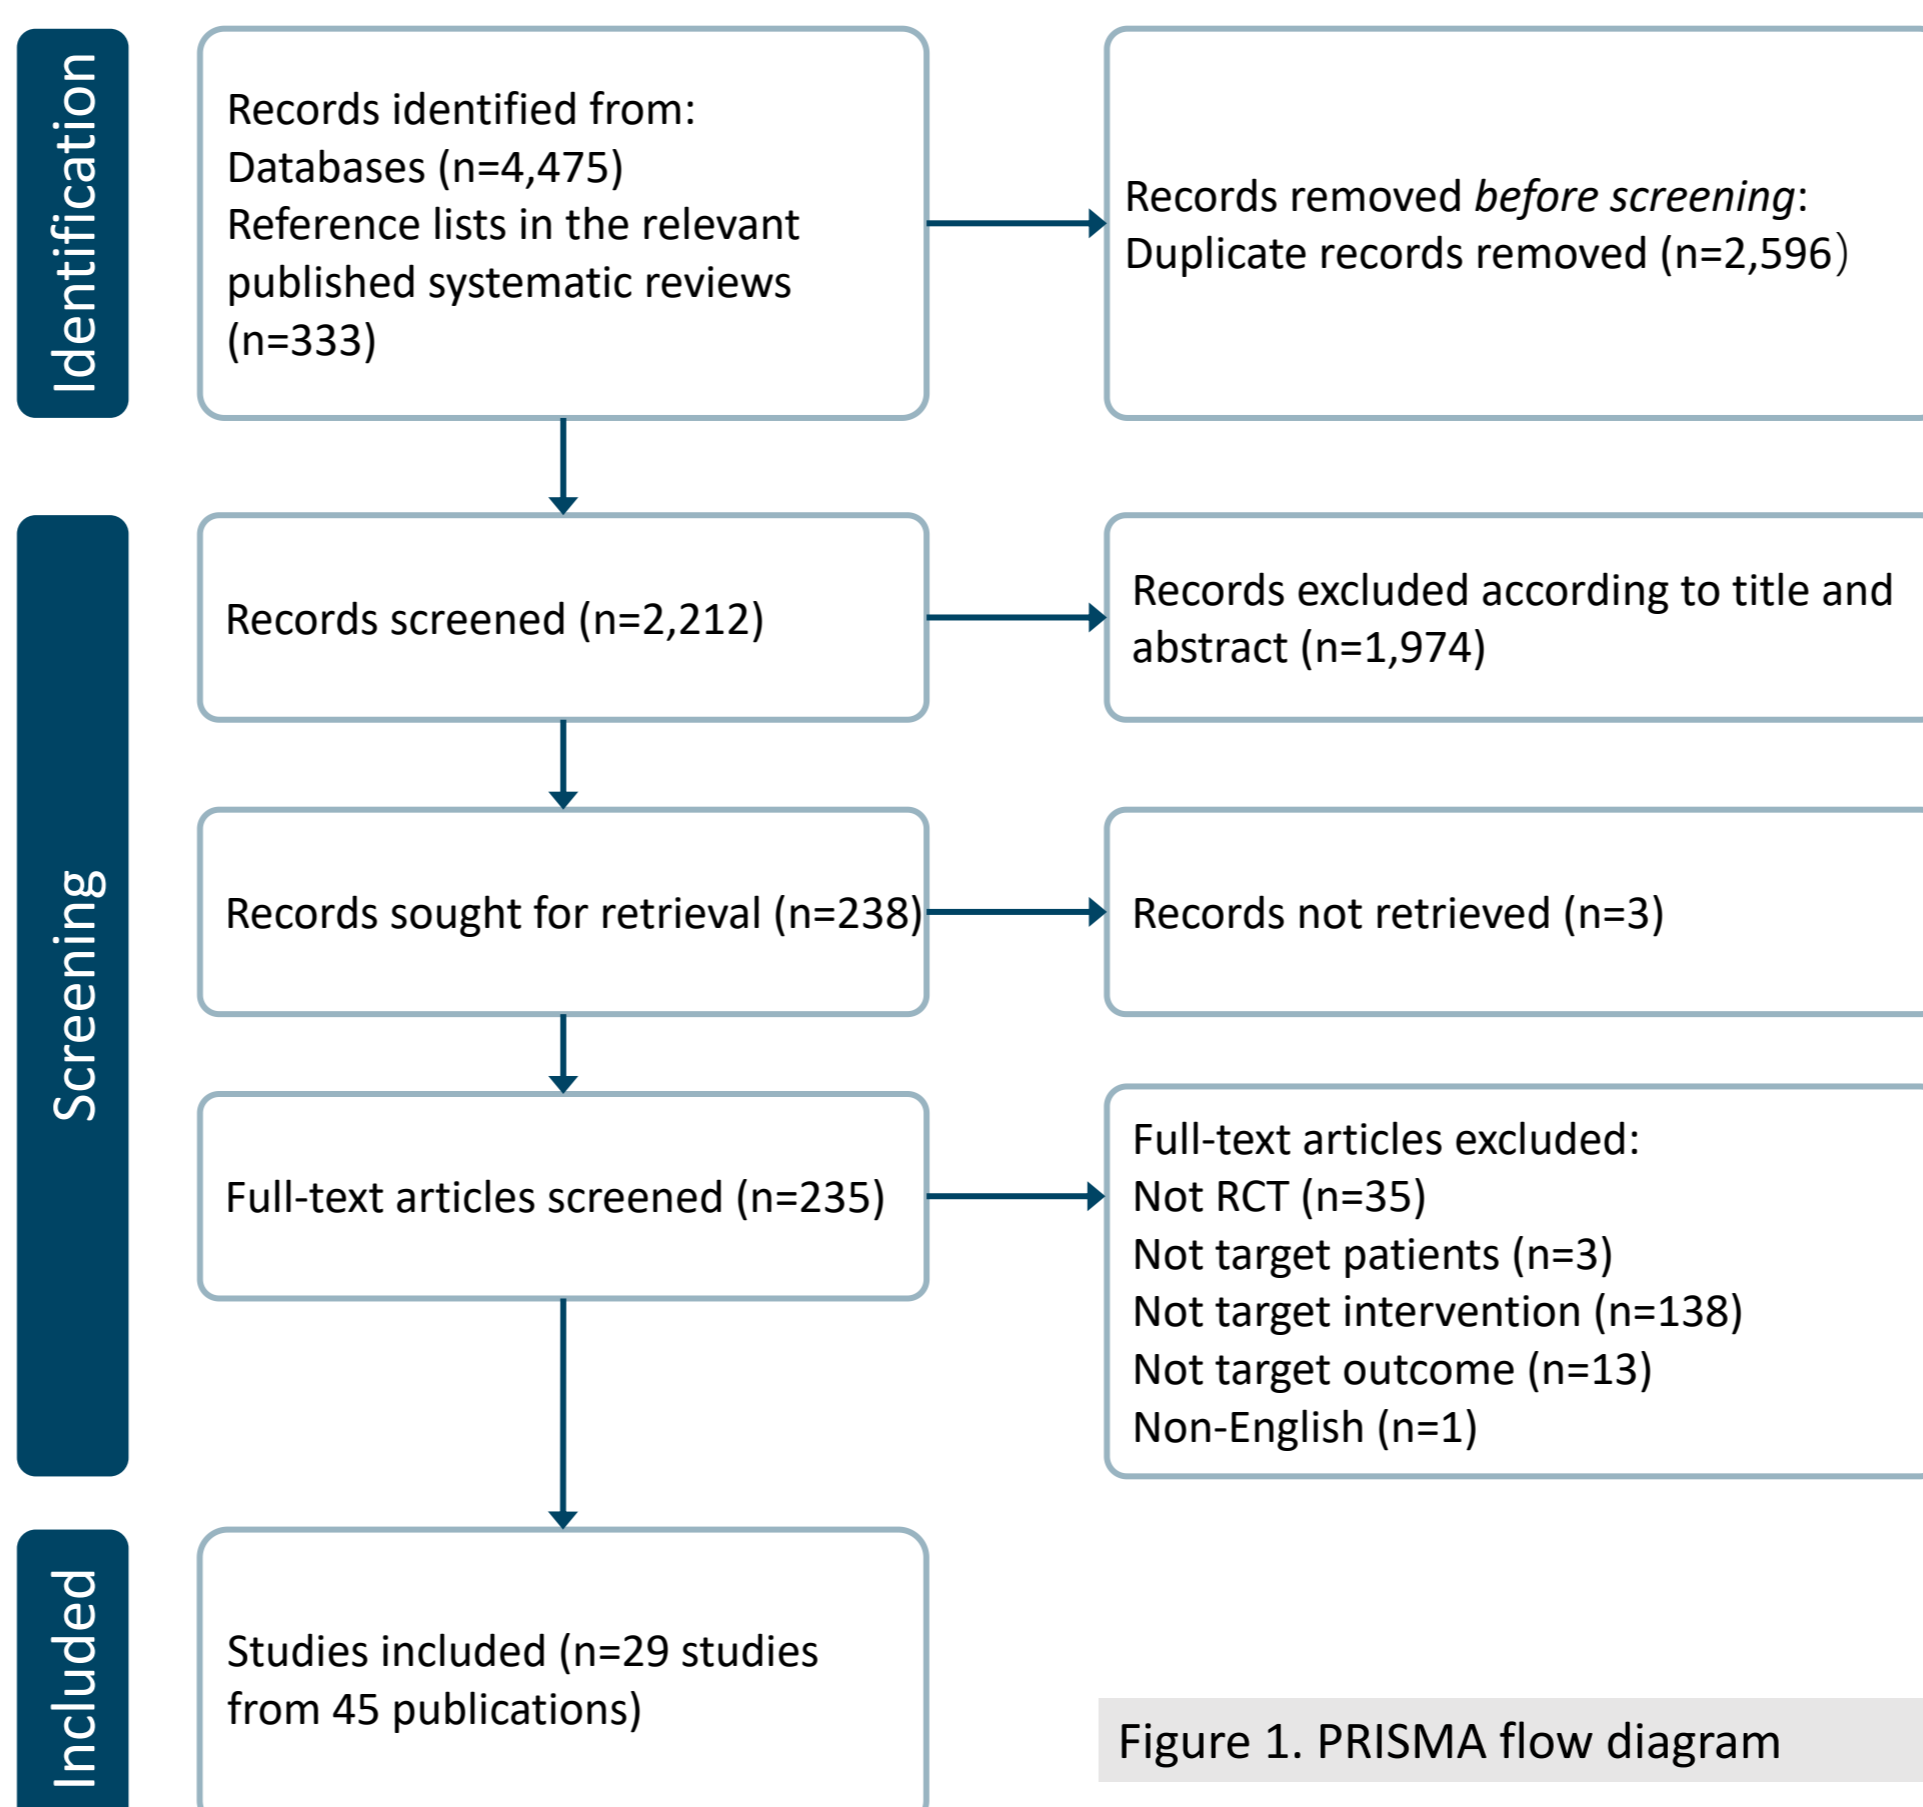 Identification
Records identified from:
Databases (n=4,475)
Reference lists in the relevant
published systematic reviews
(n=333)
Records removed before screening:
Duplicate records removed (n=2,596）
Screening
Records screened (n=2,212)
Records excluded according to title and
abstract (n=1,974)
Records sought for retrieval (n=238)
Records not retrieved (n=3)
Full-text articles screened (n=235)
Full-text articles excluded:
Not RCT (n=35)
Not target patients (n=3)
Not target intervention (n=138)
Not target outcome (n=13)
Non-English (n=1)
Included
Studies included (n=29 studies
from 45 publications)
Figure 1. PRISMA flow diagram